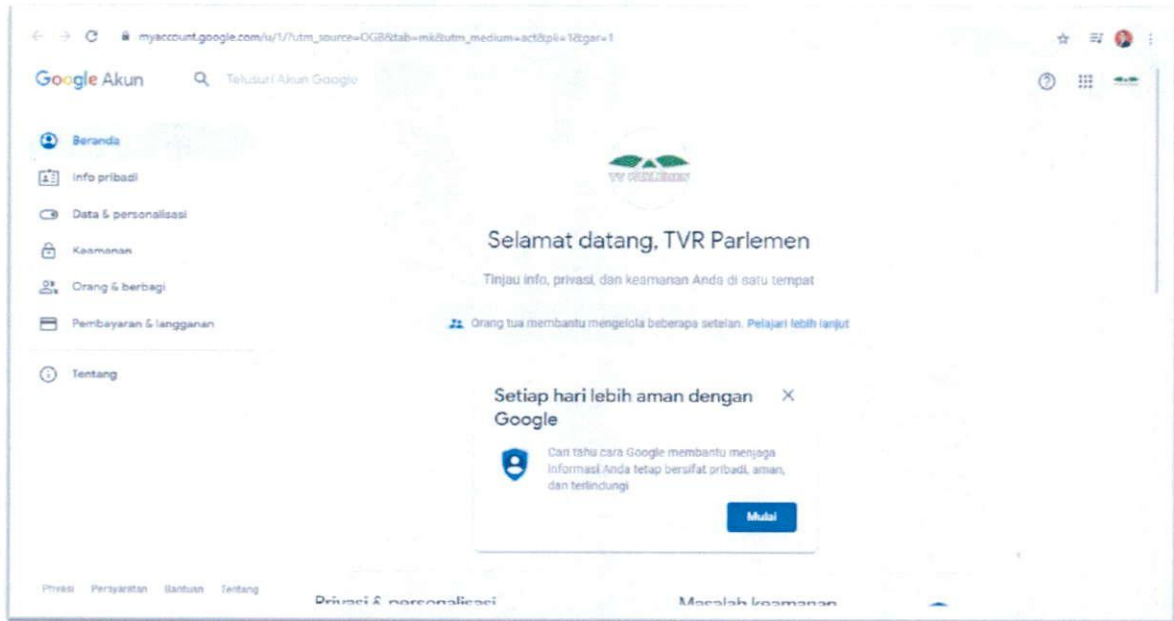 myaccount.google.com/u/1/?utm_source=OGB&tab=mk&utm_medium=act&pli=1&gar=1
Google Akun
Telusuri Akun Google
Beranda
Info pribadi
Data & personalisasi
Keamanan
Orang & berbagi
Pembayaran & langganan
Tentang
TV PARLEMEN
Selamat datang, TVR Parlemen
Tinjau info, privasi, dan keamanan Anda di satu tempat
Orang tua membantu mengelola beberapa setelan. Pelajari lebih lanjut
Setiap hari lebih aman dengan
Google
Cari tahu cara Google membantu menjaga
informasi Anda tetap bersifat pribadi, aman,
dan terlindungi
Mulai
Privasi Persyaratan Bantuan Tentang
Privasi & personalisasi
Masalah keamanan